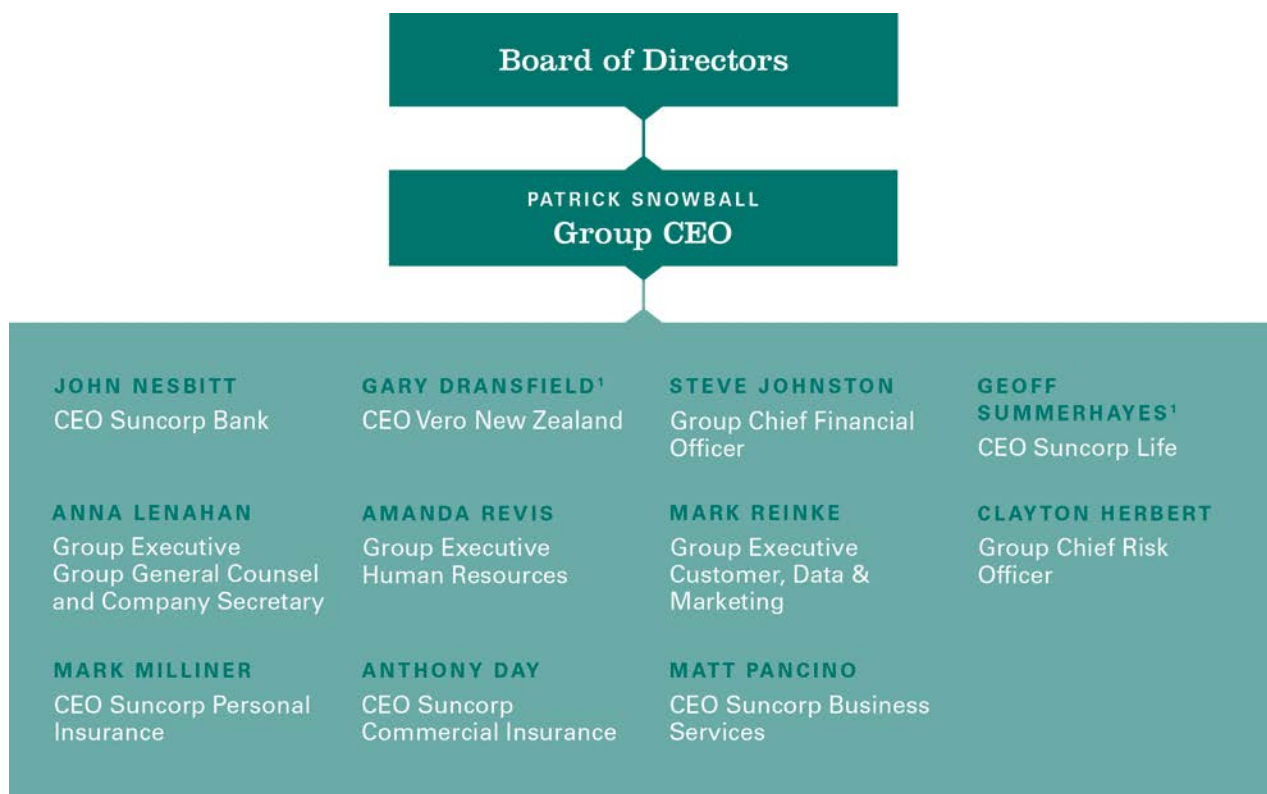 Board of Directors
PATRICK SNOWBALL
Group CEO
JOHN NESBITT
CEO Suncorp Bank
GARY DRANSFIELD¹
CEO Vero New Zealand
STEVE JOHNSTON
Group Chief Financial
Officer
GEOFF
SUMMERHAYES¹
CEO Suncorp Life
ANNA LENAHAN
Group Executive
Group General Counsel
and Company Secretary
AMANDA REVIS
Group Executive
Human Resources
MARK REINKE
Group Executive
Customer, Data &
Marketing
CLAYTON HERBERT
Group Chief Risk
Officer
MARK MILLINER
CEO Suncorp Personal
Insurance
ANTHONY DAY
CEO Suncorp
Commercial Insurance
MATT PANCINO
CEO Suncorp Business
Services